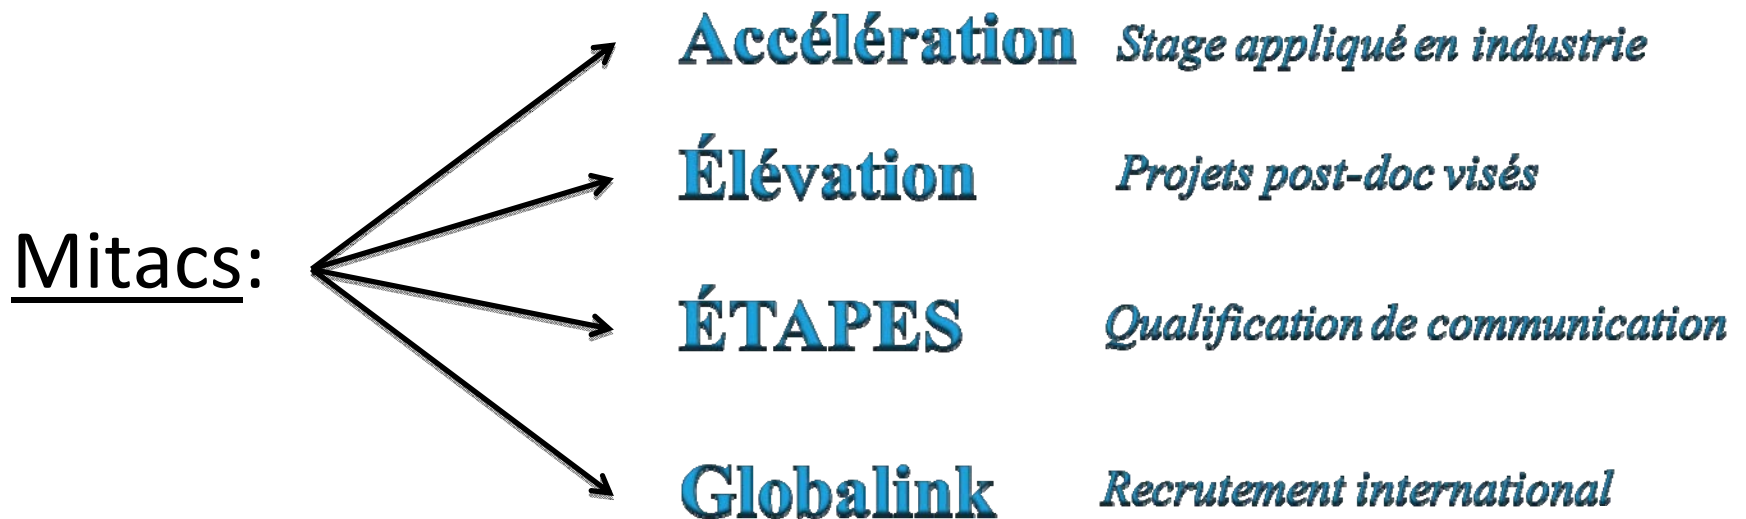 Accélération Stage appliqué en industrie
Élévation Projets post-doc visés
Mitacs:
ÉTAPES Qualification de communication
Globalink Recrutement international